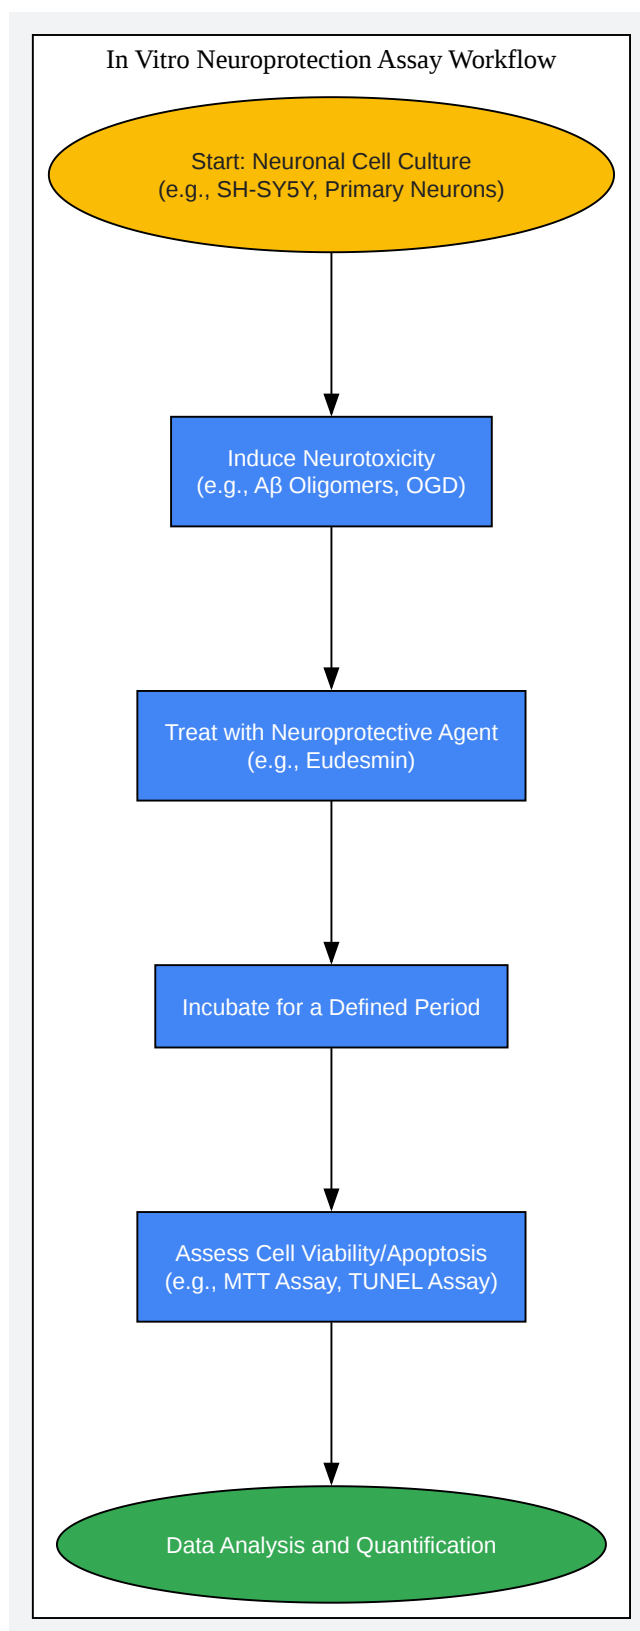 In Vitro Neuroprotection Assay Workflow
Start: Neuronal Cell Culture
(e.g., SH-SY5Y, Primary Neurons)
Induce Neurotoxicity
(e.g., Aβ Oligomers, OGD)
Treat with Neuroprotective Agent
(e.g., Eudesmin)
Incubate for a Defined Period
Assess Cell Viability/Apoptosis
(e.g., MTT Assay, TUNEL Assay)
Data Analysis and Quantification